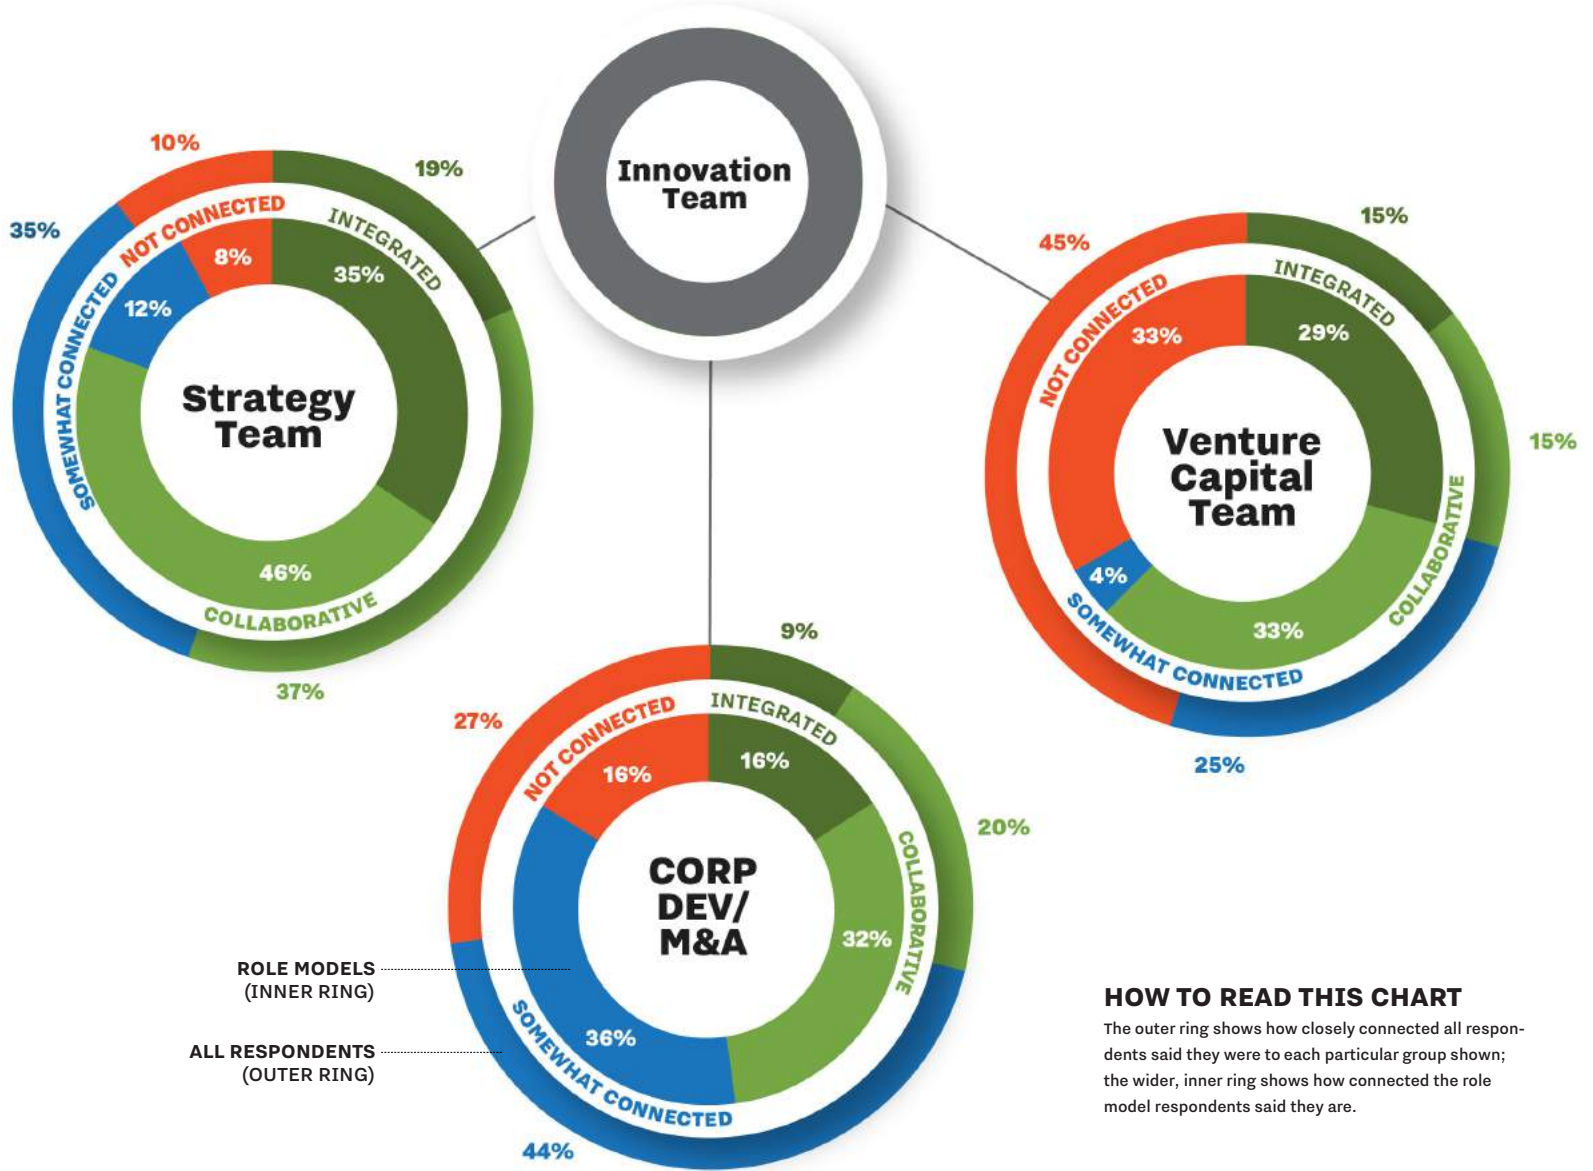 Innovation
Team
10%
19%
35%
NOT CONNECTED
INTEGRATED
SOMEWHAT CONNECTED
8%
35%
12%
Strategy
Team
46%
COLLABORATIVE
37%
45%
15%
NOT CONNECTED
INTEGRATED
33%
29%
15%
Venture
Capital
Team
COLLABORATIVE
4%
33%
SOMEWHAT CONNECTED
25%
9%
27%
NOT CONNECTED
INTEGRATED
16%
16%
20%
COLLABORATIVE
CORP
DEV/
M&A
32%
36%
SOMEWHAT CONNECTED
44%
ROLE MODELS
(INNER RING)
ALL RESPONDENTS
(OUTER RING)
HOW TO READ THIS CHART
The outer ring shows how closely connected all respon-
dents said they were to each particular group shown;
the wider, inner ring shows how connected the role
model respondents said they are.